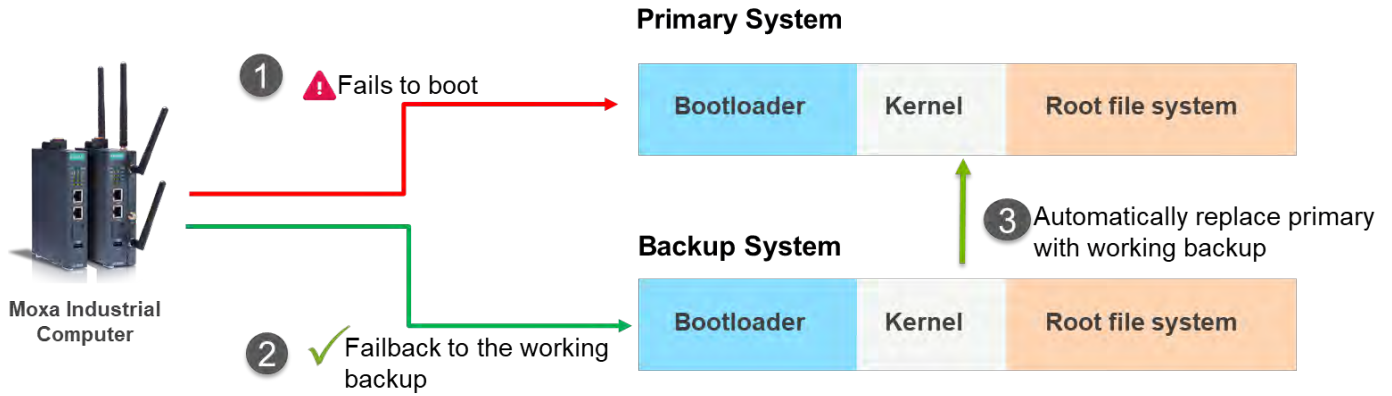 Primary System
1
Fails to boot
Bootloader Kernel Root file system
3
Automatically replace primary
with working backup
Backup System
Moxa Industrial
Computer
Bootloader Kernel Root file system
2
Failback to the working
backup